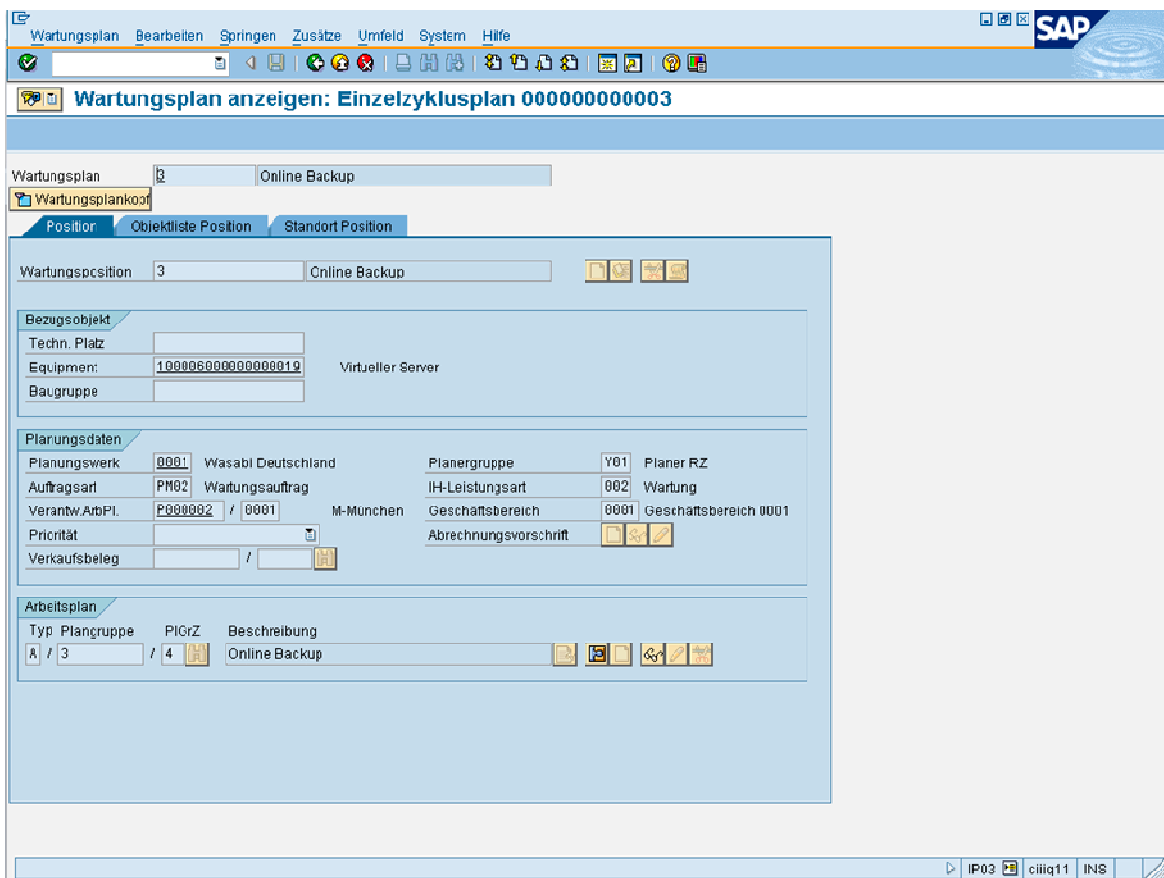 Wartungsplan Bearbeiten Springen Zusätze Umfeld System Hilfe
SAP
Wartungsplan anzeigen: Einzelzyklusplan 000000000003
Wartungsplan 3 Online Backup
Wartungsplankopf
Position Objektliste Position Standort Position
Wartungsposition 3 Online Backup
Bezugsobjekt
Techn. Platz
Equipment 100006000000000019 Virtueller Server
Baugruppe
Planungsdaten
Planungswerk 0001 Wasabi Deutschland Planergruppe Y01 Planer RZ
Auftragsart PM02 Wartungsauftrag IH-Leistungsart 002 Wartung
Verantw.ArbPl. P000002 / 0001 M-München Geschäftsbereich 0001 Geschäftsbereich 0001
Priorität Abrechnungsvorschrift
Verkaufsbeleg /
Arbeitsplan
Typ Plangruppe PlGrZ Beschreibung
A / 3 / 4 Online Backup
IP03 ciiiq11 INS